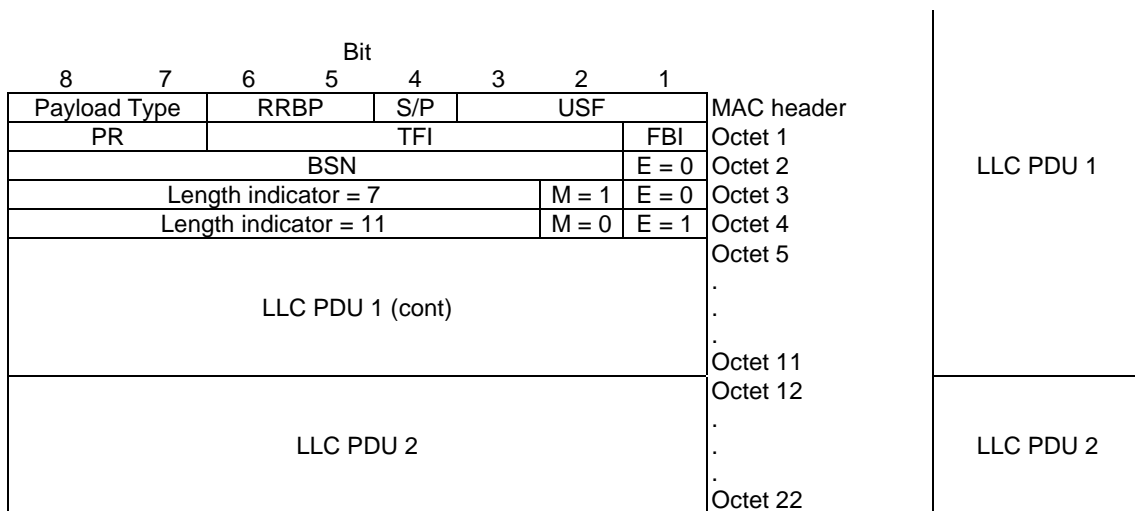 Bit
8 7 6 5 4 3 2 1
Payload Type RRBP S/P USF MAC header
PR TFI FBI Octet 1
BSN E = 0 Octet 2 LLC PDU 1
Length indicator = 7 M = 1 E = 0 Octet 3
Length indicator = 11 M = 0 E = 1 Octet 4
Octet 5
.
LLC PDU 1 (cont) .
.
Octet 11
Octet 12
.
LLC PDU 2 . LLC PDU 2
.
Octet 22